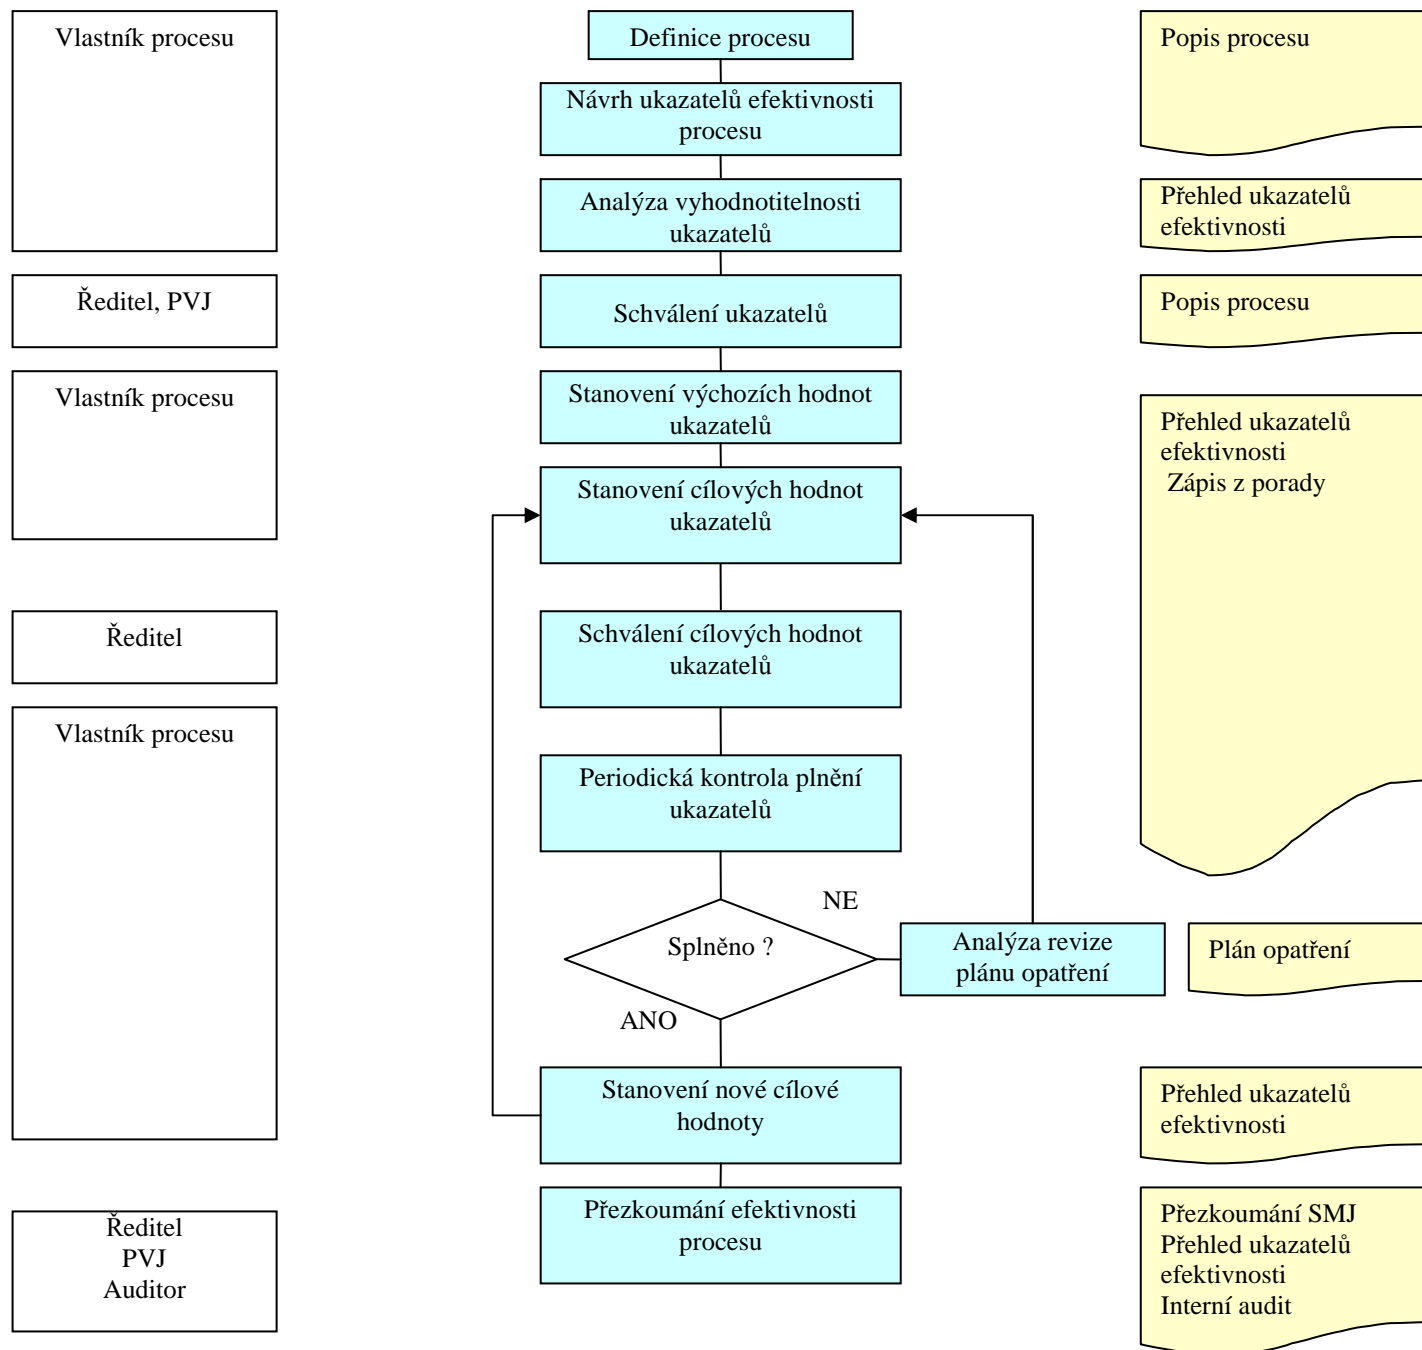 Vlastník procesu
Definice procesu
Popis procesu
Návrh ukazatelů efektivnosti
procesu
Analýza vyhodnotitelnosti
ukazatelů
Přehled ukazatelů
efektivnosti
Ředitel, PVJ
Schválení ukazatelů
Popis procesu
Vlastník procesu
Stanovení výchozích hodnot
ukazatelů
Přehled ukazatelů
efektivnosti
Zápis z porady
Stanovení cílových hodnot
ukazatelů
Ředitel
Schválení cílových hodnot
ukazatelů
Vlastník procesu
Periodická kontrola plnění
ukazatelů
NE
Splněno ?
Analýza revize
plánu opatření
Plán opatření
ANO
Stanovení nové cílové
hodnoty
Přehled ukazatelů
efektivnosti
Ředitel
PVJ
Auditor
Přezkoumání efektivnosti
procesu
Přezkoumání SMJ
Přehled ukazatelů
efektivnosti
Interní audit